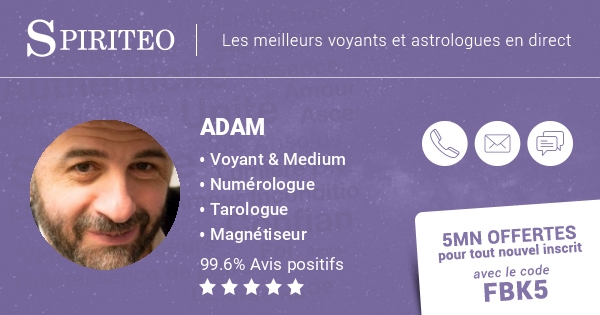 SPIRITEO
Les meilleurs voyants et astrologues en direct
ADAM
• Voyant & Medium
• Numérologue
• Tarologue
• Magnétiseur
99.6% Avis positifs
5MN OFFERTES
pour tout nouvel inscrit
avec le code
FBK5